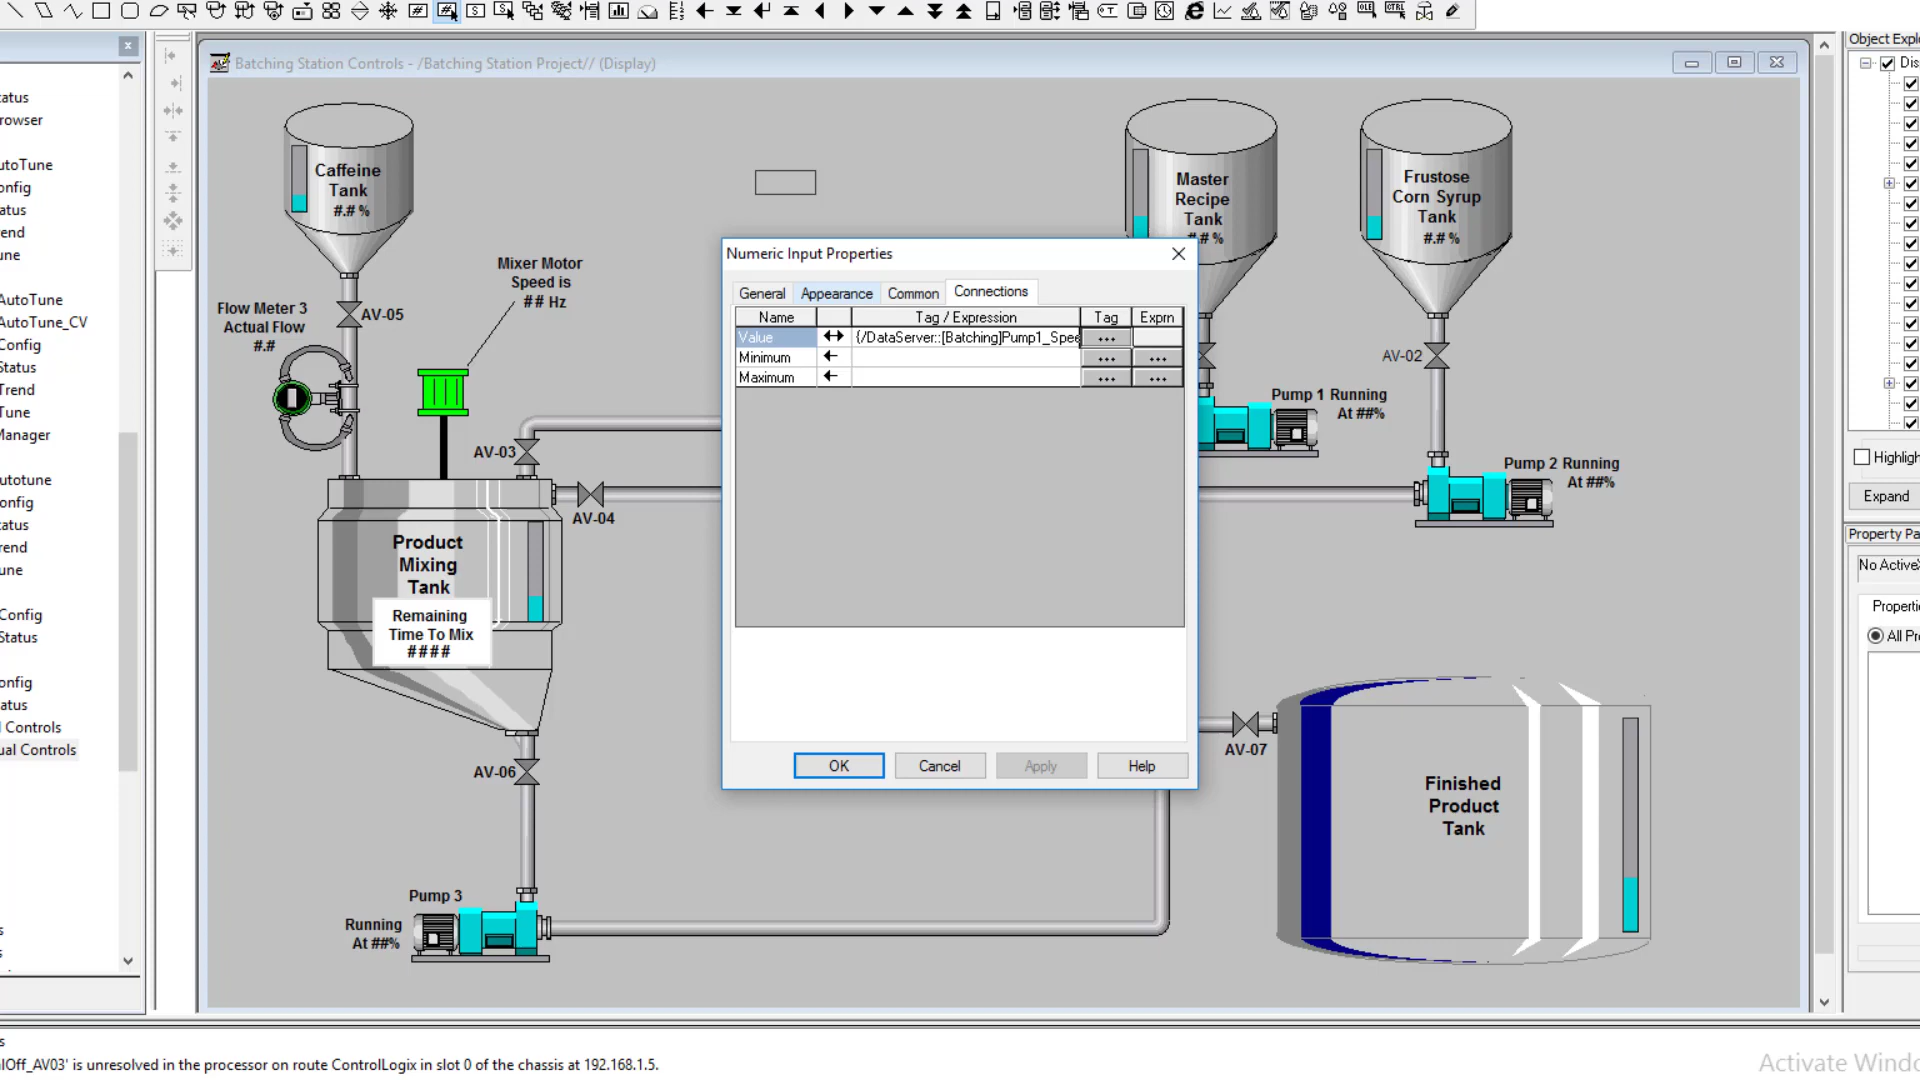 Object Explo
Batching Station Controls - /Batching Station Project// (Display)
Dis
atus
rowser
utoTune
onfig
atus
end
ne
AutoTune
AutoTune_CV
Config
Status
Trend
Tune
Manager
utotune
onfig
tatus
rend
une
Config
Status
onfig
atus
l Controls
ual Controls
s
s
Caffeine
Tank
#.# %
Master
Recipe
Tank
#.# %
Frustose
Corn Syrup
Tank
#.# %
Mixer Motor
Speed is
## Hz
Flow Meter 3
Actual Flow
#.#
AV-05
AV-03
AV-04
AV-02
Pump 1 Running
At ##%
Pump 2 Running
At ##%
Product
Mixing
Tank
Remaining
Time To Mix
####
AV-06
AV-07
Finished
Product
Tank
Pump 3
Running
At ##%
Numeric Input Properties
General Appearance Common Connections
Name Tag / Expression Tag Exprn
Value {/DataServer::[Batching]Pump1_Spee ...
Minimum ... ...
Maximum ... ...
OK Cancel Apply Help
Highligh
Expand
Property Pa
No ActiveX
Properti
All Pro
s
lOff_AV03' is unresolved in the processor on route ControlLogix in slot 0 of the chassis at 192.168.1.5.
Activate Windo